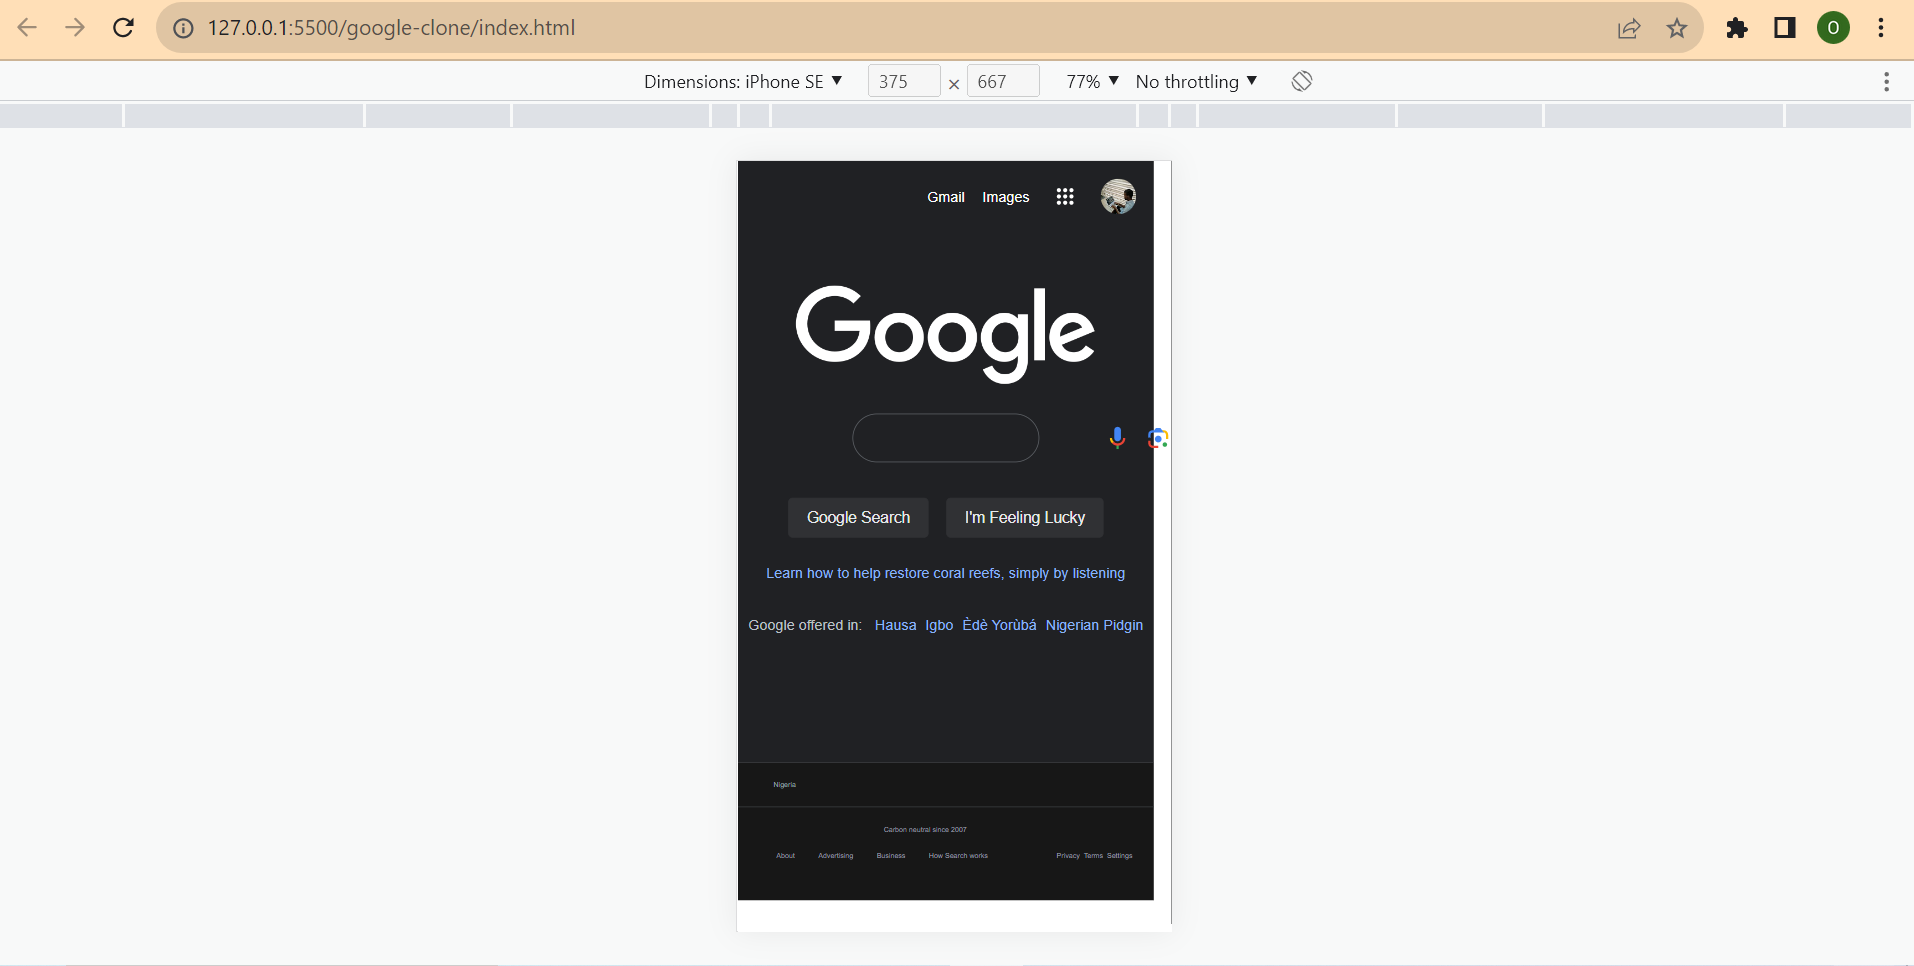 127.0.0.1:5500/google-clone/index.html
O
Dimensions: iPhone SE ▼ 375 × 667 77% ▼ No throttling ▼
Gmail Images
Google
Google Search I'm Feeling Lucky
Learn how to help restore coral reefs, simply by listening
Google offered in: Hausa Igbo Èdè Yorùbá Nigerian Pidgin
Nigeria
Carbon neutral since 2007
About Advertising Business How Search works Privacy Terms Settings